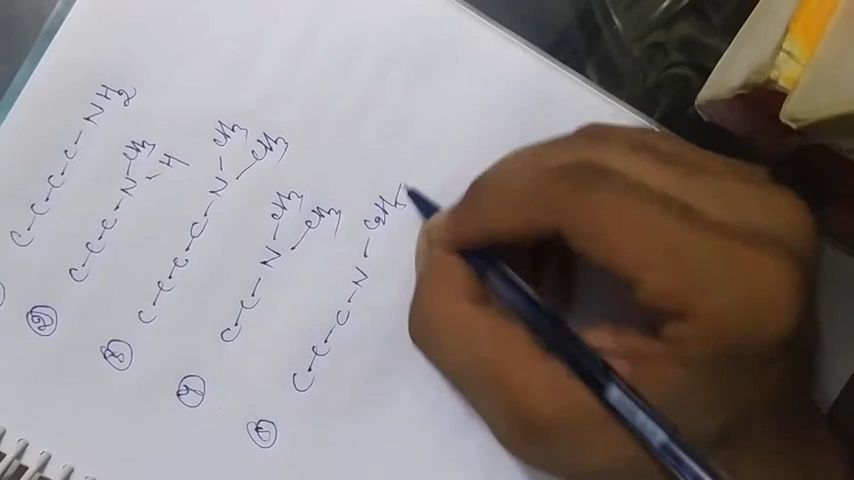 C-C-C-C-NH2
② C-C-C-N-CH3
-H
③ C-C-C-C-N-CH3
-CH3
④ C-C-N-CH3
-CH3
⑤ C-C-C-N-C2H5